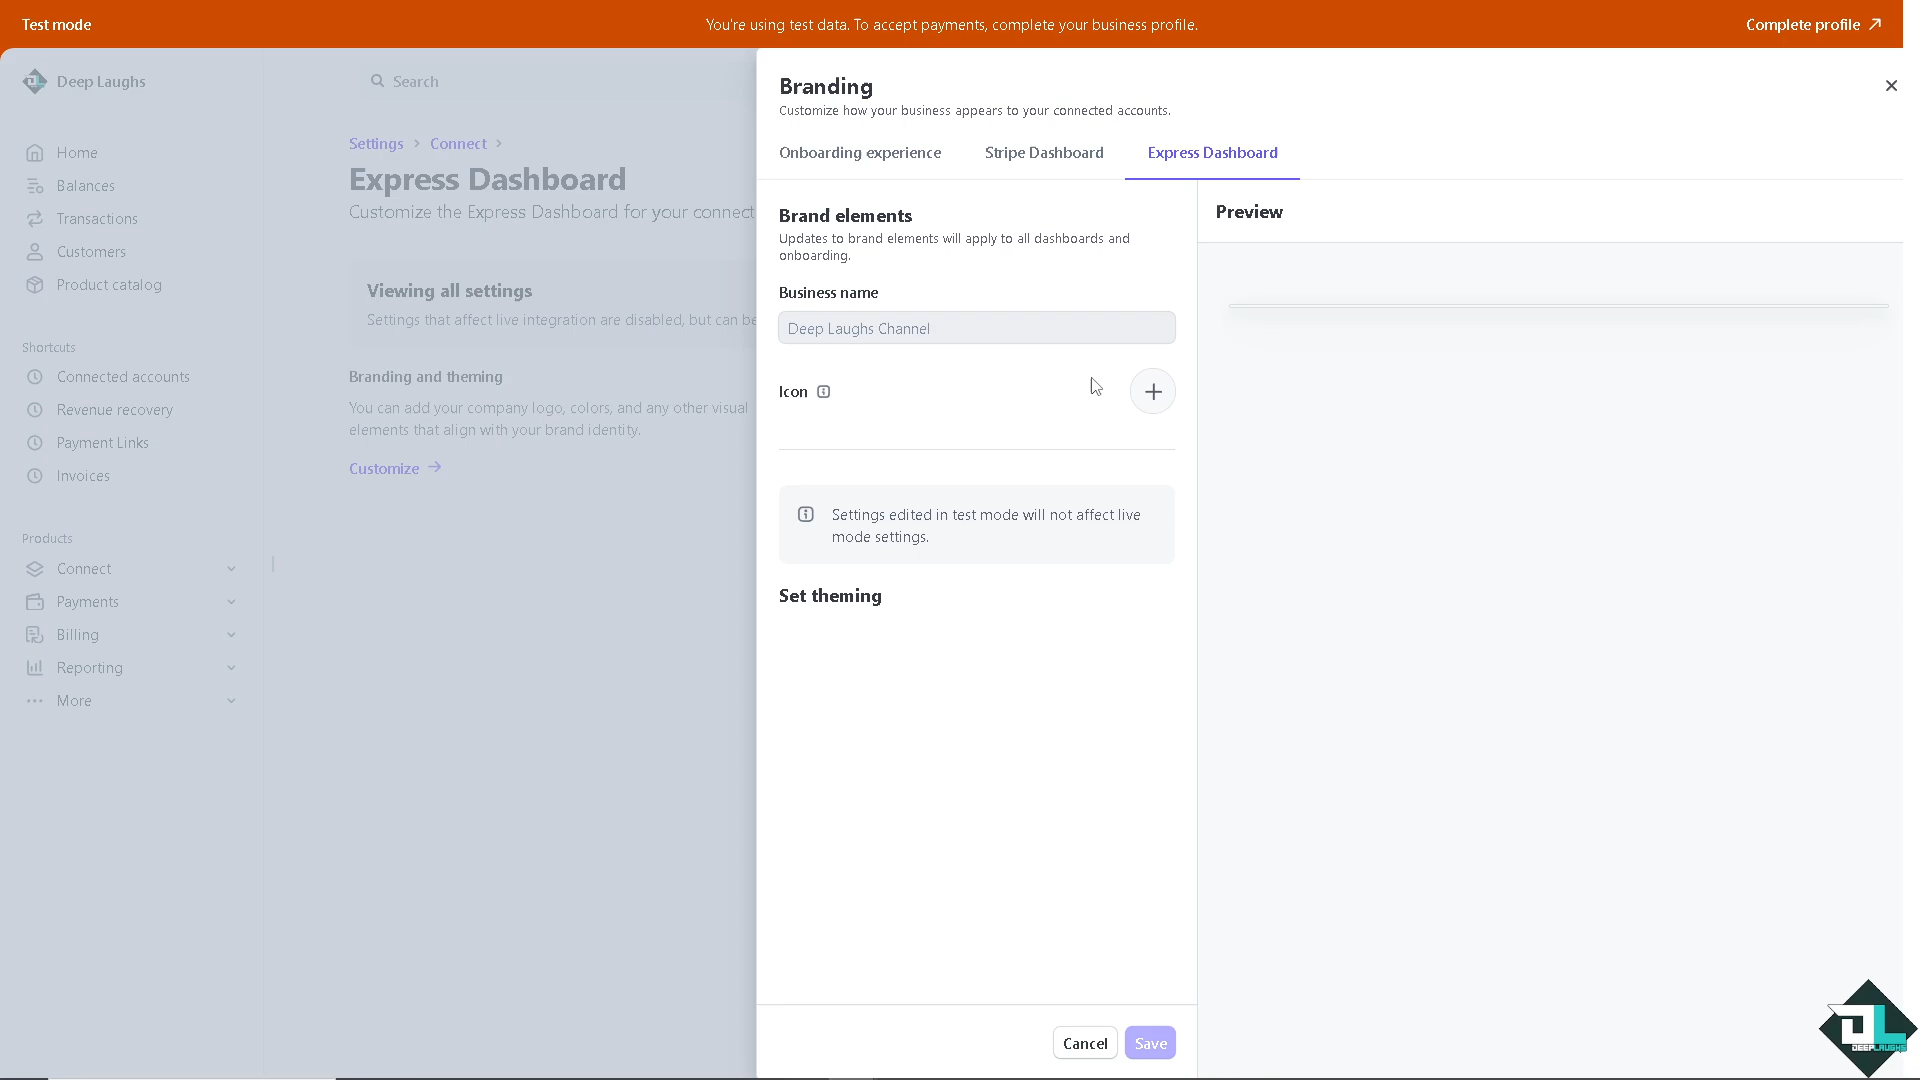 Test mode
You're using test data. To accept payments, complete your business profile.
Complete profile
Deep Laughs
Search
Home
Balances
Transactions
Customers
Product catalog
Shortcuts
Connected accounts
Revenue recovery
Payment Links
Invoices
Products
Connect
Payments
Billing
Reporting
More
Settings
Connect
Express Dashboard
Customize the Express Dashboard for your connect
Viewing all settings
Settings that affect live integration are disabled, but can be
Branding and theming
You can add your company logo, colors, and any other visual
elements that align with your brand identity.
Customize
Branding
Customize how your business appears to your connected accounts.
Onboarding experience
Stripe Dashboard
Express Dashboard
Brand elements
Updates to brand elements will apply to all dashboards and
onboarding.
Business name
Deep Laughs Channel
Icon
Settings edited in test mode will not affect live
mode settings.
Set theming
Cancel
Save
Preview
DL
DEEPLAUGHS